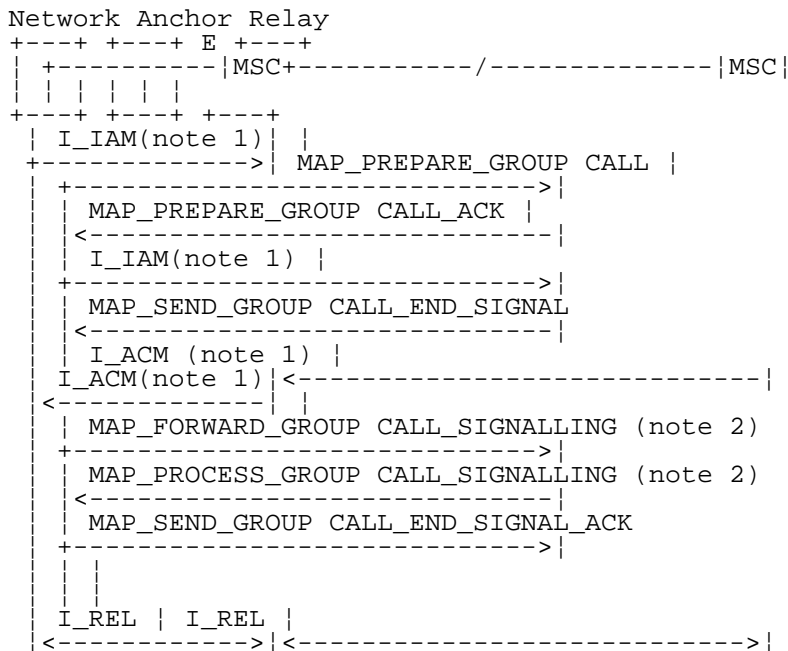 Network Anchor Relay
+---+ +---+ E +---+
| +----------¦MSC+-----------/--------------¦MSC¦
¦ ¦ ¦ ¦ ¦ ¦
+---+ +---+ +---+
¦ I_IAM(note 1)¦ ¦
+------------->¦ MAP_PREPARE_GROUP CALL ¦
¦ +----------------------------->¦
¦ ¦ MAP_PREPARE_GROUP CALL_ACK ¦
¦ ¦<-----------------------------¦
¦ ¦ I_IAM(note 1) ¦
¦ +----------------------------->¦
¦ ¦ MAP_SEND_GROUP CALL_END_SIGNAL
¦ ¦<-----------------------------¦
¦ ¦ I_ACM (note 1) ¦
¦ I_ACM(note 1)¦<-----------------------------¦
¦<-------------¦ ¦
¦ ¦ MAP_FORWARD_GROUP CALL_SIGNALLING (note 2)
¦ +----------------------------->¦
¦ ¦ MAP_PROCESS_GROUP CALL_SIGNALLING (note 2)
¦ ¦<-----------------------------¦
¦ ¦ MAP_SEND_GROUP CALL_END_SIGNAL_ACK
¦ +----------------------------->¦
¦ ¦ ¦
¦ ¦ ¦
¦ I_REL ¦ I_REL ¦
¦<------------>¦<---------------------------->¦